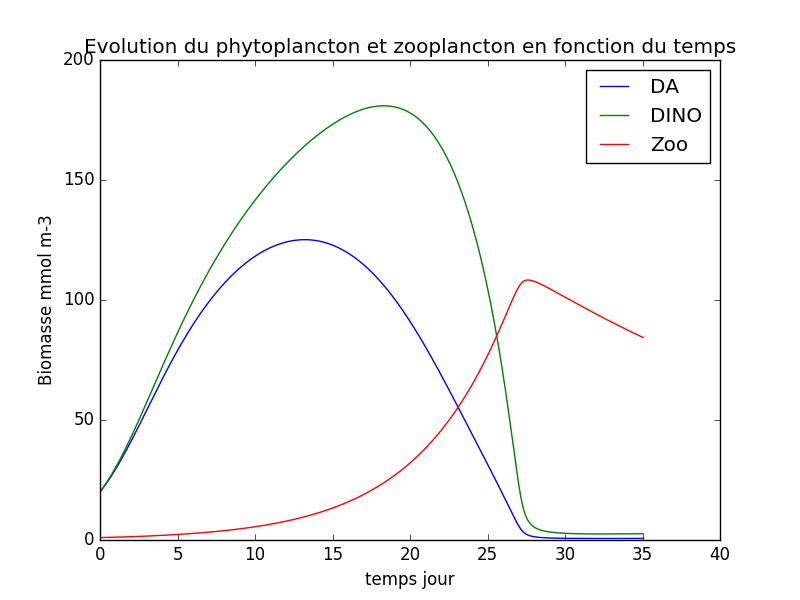 Evolution du phytoplancton et zooplancton en fonction du temps
200
150
100
50
0
Biomasse mmol m-3
DA
DINO
Zoo
0 5 10 15 20 25 30 35 40
temps jour